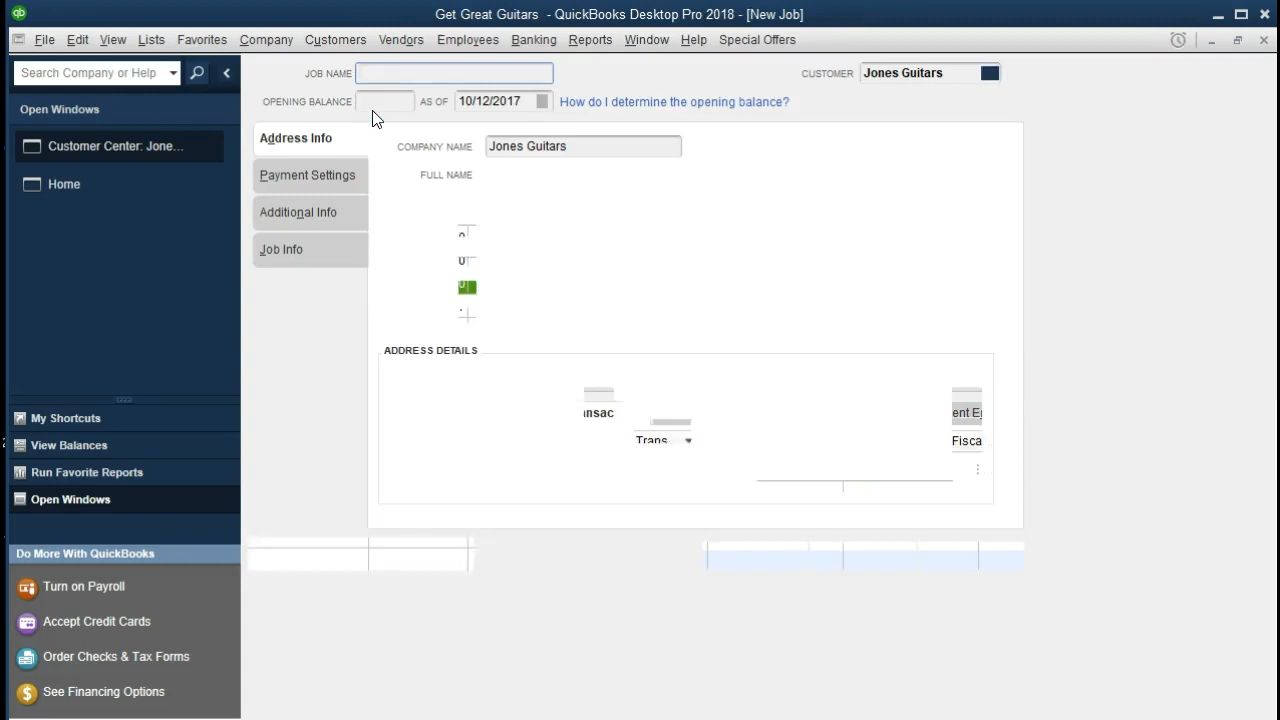 Get Great Guitars - QuickBooks Desktop Pro 2018 - [New Job]
File Edit View Lists Favorites Company Customers Vendors Employees Banking Reports Window Help Special Offers
Search Company or Help
Open Windows
Customer Center: Jone...
Home
My Shortcuts
View Balances
Run Favorite Reports
Open Windows
Do More With QuickBooks
Turn on Payroll
Accept Credit Cards
Order Checks & Tax Forms
See Financing Options
JOB NAME
CUSTOMER Jones Guitars
OPENING BALANCE AS OF 10/12/2017 How do I determine the opening balance?
Address Info
Payment Settings
Additional Info
Job Info
COMPANY NAME Jones Guitars
FULL NAME
ADDRESS DETAILS
ansac
Trans
Fisca